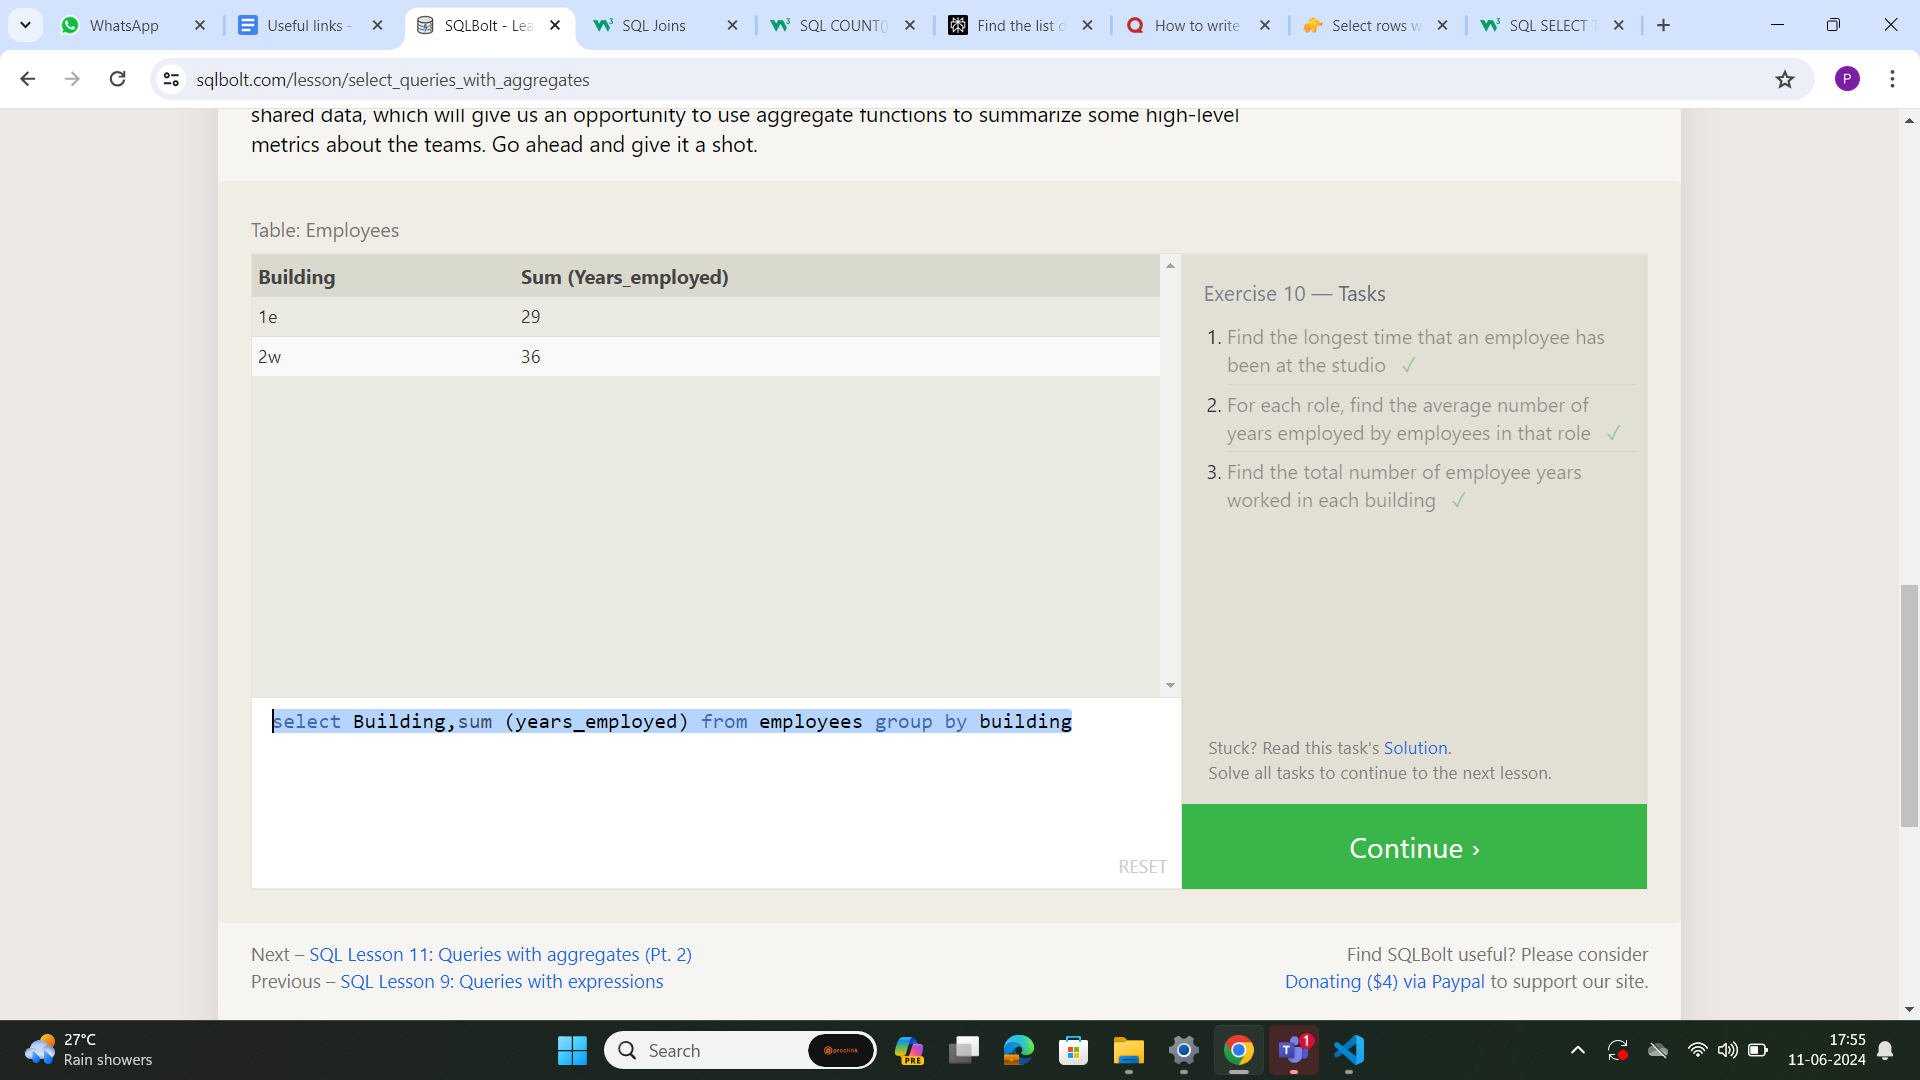 WhatsApp
Useful links -
SQLBolt - Lea
SQL Joins
SQL COUNT()
Find the list o
How to write
Select rows w
SQL SELECT T
sqlbolt.com/lesson/select_queries_with_aggregates
P
shared data, which will give us an opportunity to use aggregate functions to summarize some high-level
metrics about the teams. Go ahead and give it a shot.
Table: Employees
Building Sum (Years_employed)
1e 29
2w 36
Exercise 10 — Tasks
1. Find the longest time that an employee has
been at the studio ✓
2. For each role, find the average number of
years employed by employees in that role ✓
3. Find the total number of employee years
worked in each building ✓
select Building,sum (years_employed) from employees group by building
RESET
Stuck? Read this task's Solution.
Solve all tasks to continue to the next lesson.
Continue ›
Next – SQL Lesson 11: Queries with aggregates (Pt. 2)
Previous – SQL Lesson 9: Queries with expressions
Find SQLBolt useful? Please consider
Donating ($4) via Paypal to support our site.
27°C
Rain showers
Search
proclink
PRE
1
17:55
11-06-2024